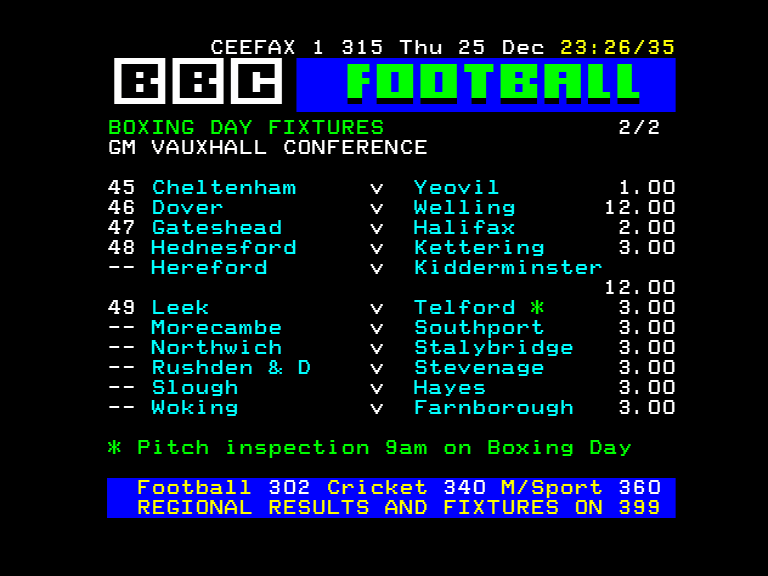 CEEFAX 1 315 Thu 25 Dec 23:26/35
BBC FOOTBALL
BOXING DAY FIXTURES 2/2
GM VAUXHALL CONFERENCE
45 Cheltenham v Yeovil 1.00
46 Dover v Welling 12.00
47 Gateshead v Halifax 2.00
48 Hednesford v Kettering 3.00
-- Hereford v Kidderminster
12.00
49 Leek v Telford * 3.00
-- Morecambe v Southport 3.00
-- Northwich v Stalybridge 3.00
-- Rushden & D v Stevenage 3.00
-- Slough v Hayes 3.00
-- Woking v Farnborough 3.00
* Pitch inspection 9am on Boxing Day
Football 302 Cricket 340 M/Sport 360
REGIONAL RESULTS AND FIXTURES ON 399